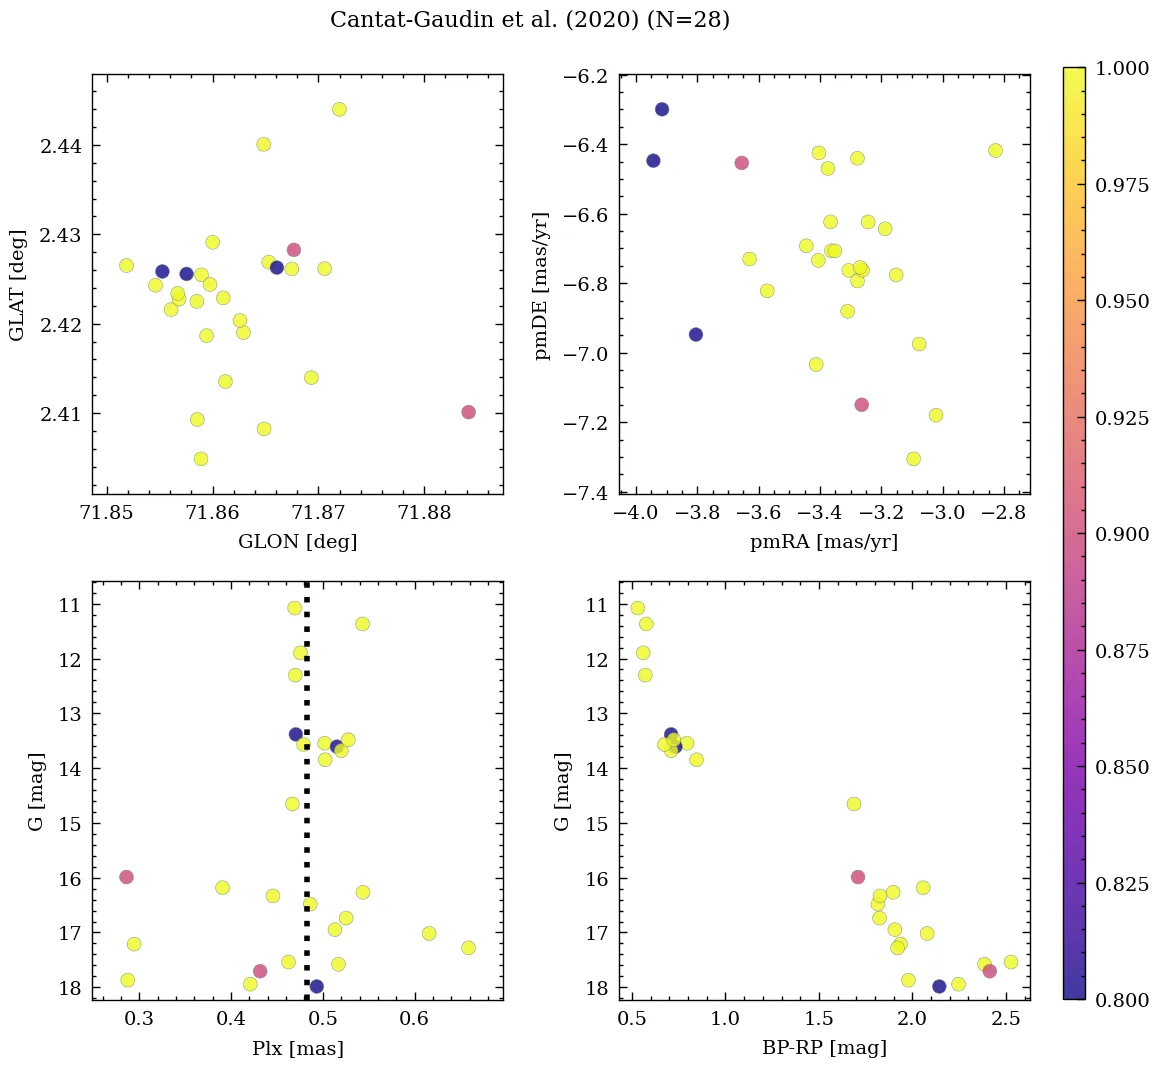 Cantat-Gaudin et al. (2020) (N=28)
2.44
2.43
2.42
2.41
GLAT [deg]
71.85 71.86 71.87 71.88
GLON [deg]
−6.2
−6.4
−6.6
−6.8
−7.0
−7.2
−7.4
pmDE [mas/yr]
−4.0 −3.8 −3.6 −3.4 −3.2 −3.0 −2.8
pmRA [mas/yr]
11
12
13
14
15
16
17
18
G [mag]
0.3 0.4 0.5 0.6
Plx [mas]
11
12
13
14
15
16
17
18
G [mag]
0.5 1.0 1.5 2.0 2.5
BP-RP [mag]
1.000
0.975
0.950
0.925
0.900
0.875
0.850
0.825
0.800